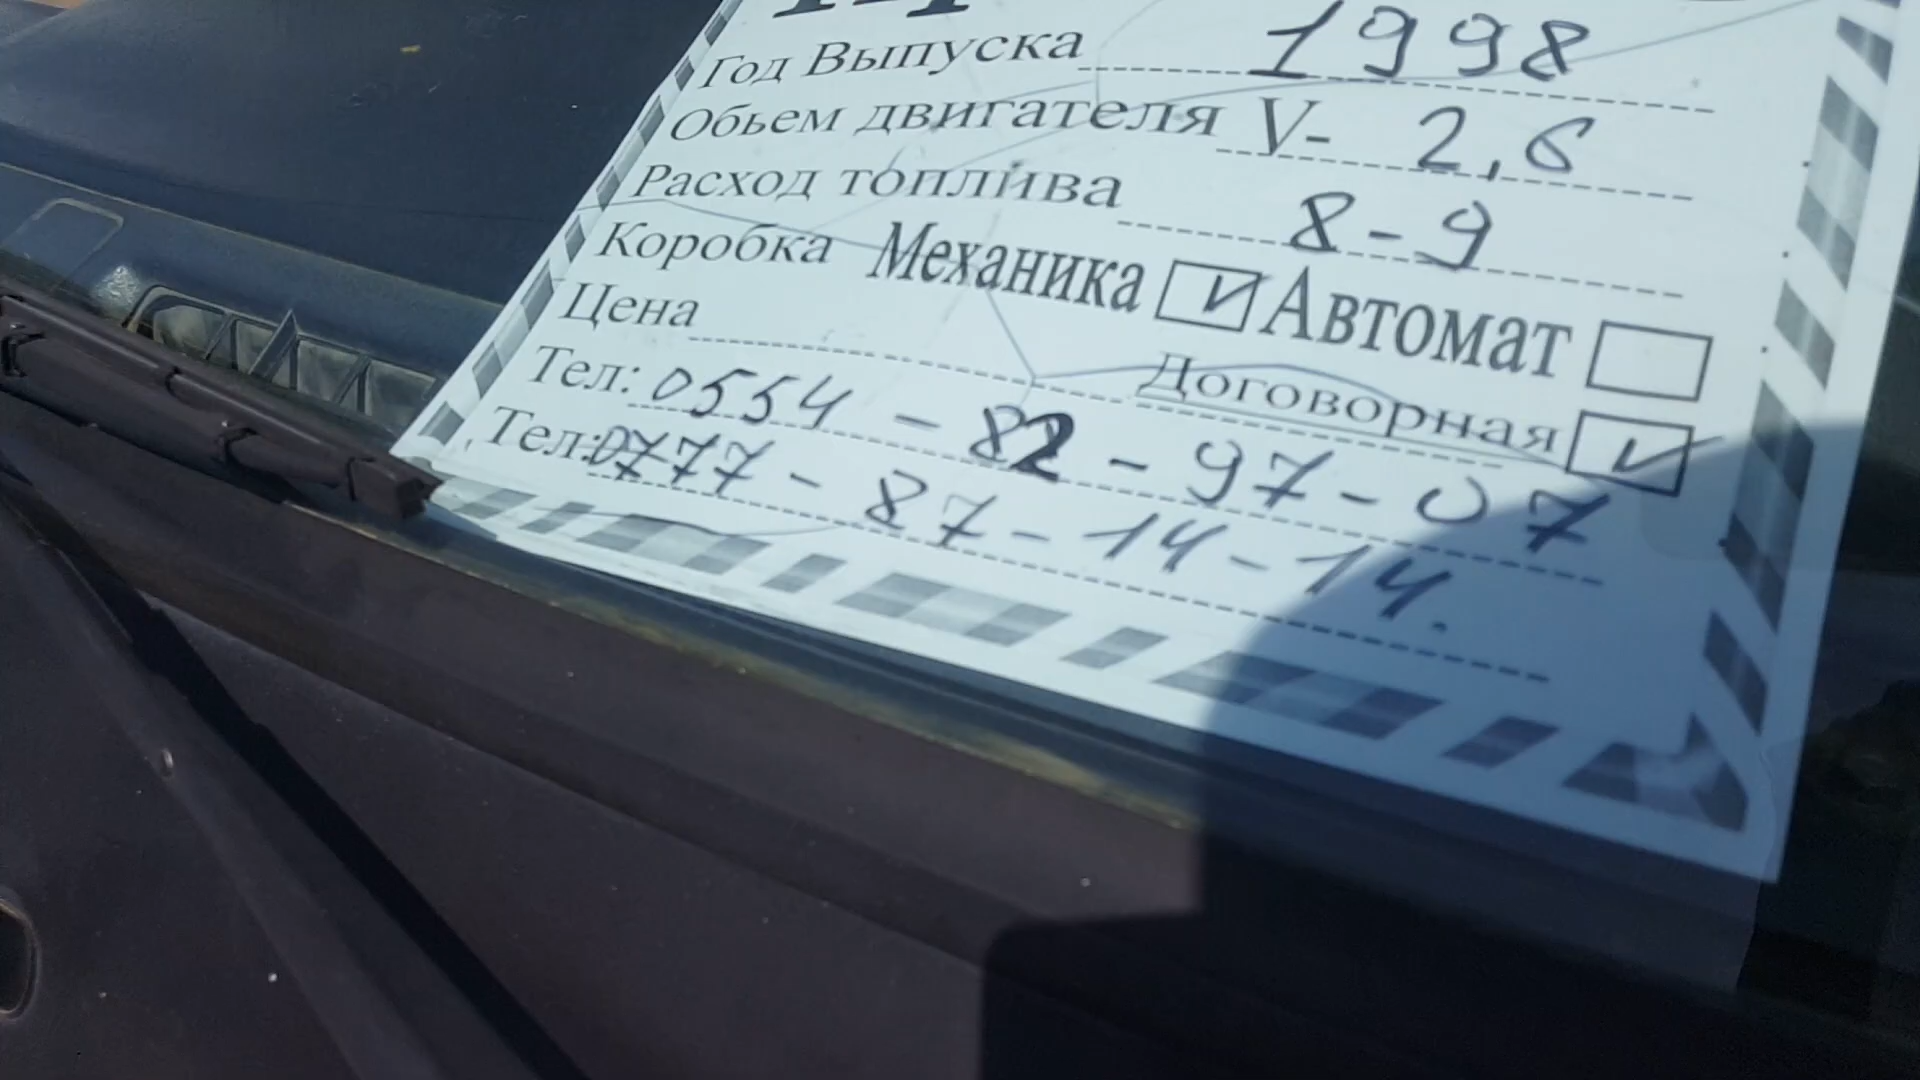 Год Выпуска 1998
Обьем двигателя V- 2,6
Расход топлива 8-9
Коробка Механика Автомат
Цена Договорная
Тел: 0554 - 82 - 97 - 07
Тел: 0777 - 87 - 14 - 14.